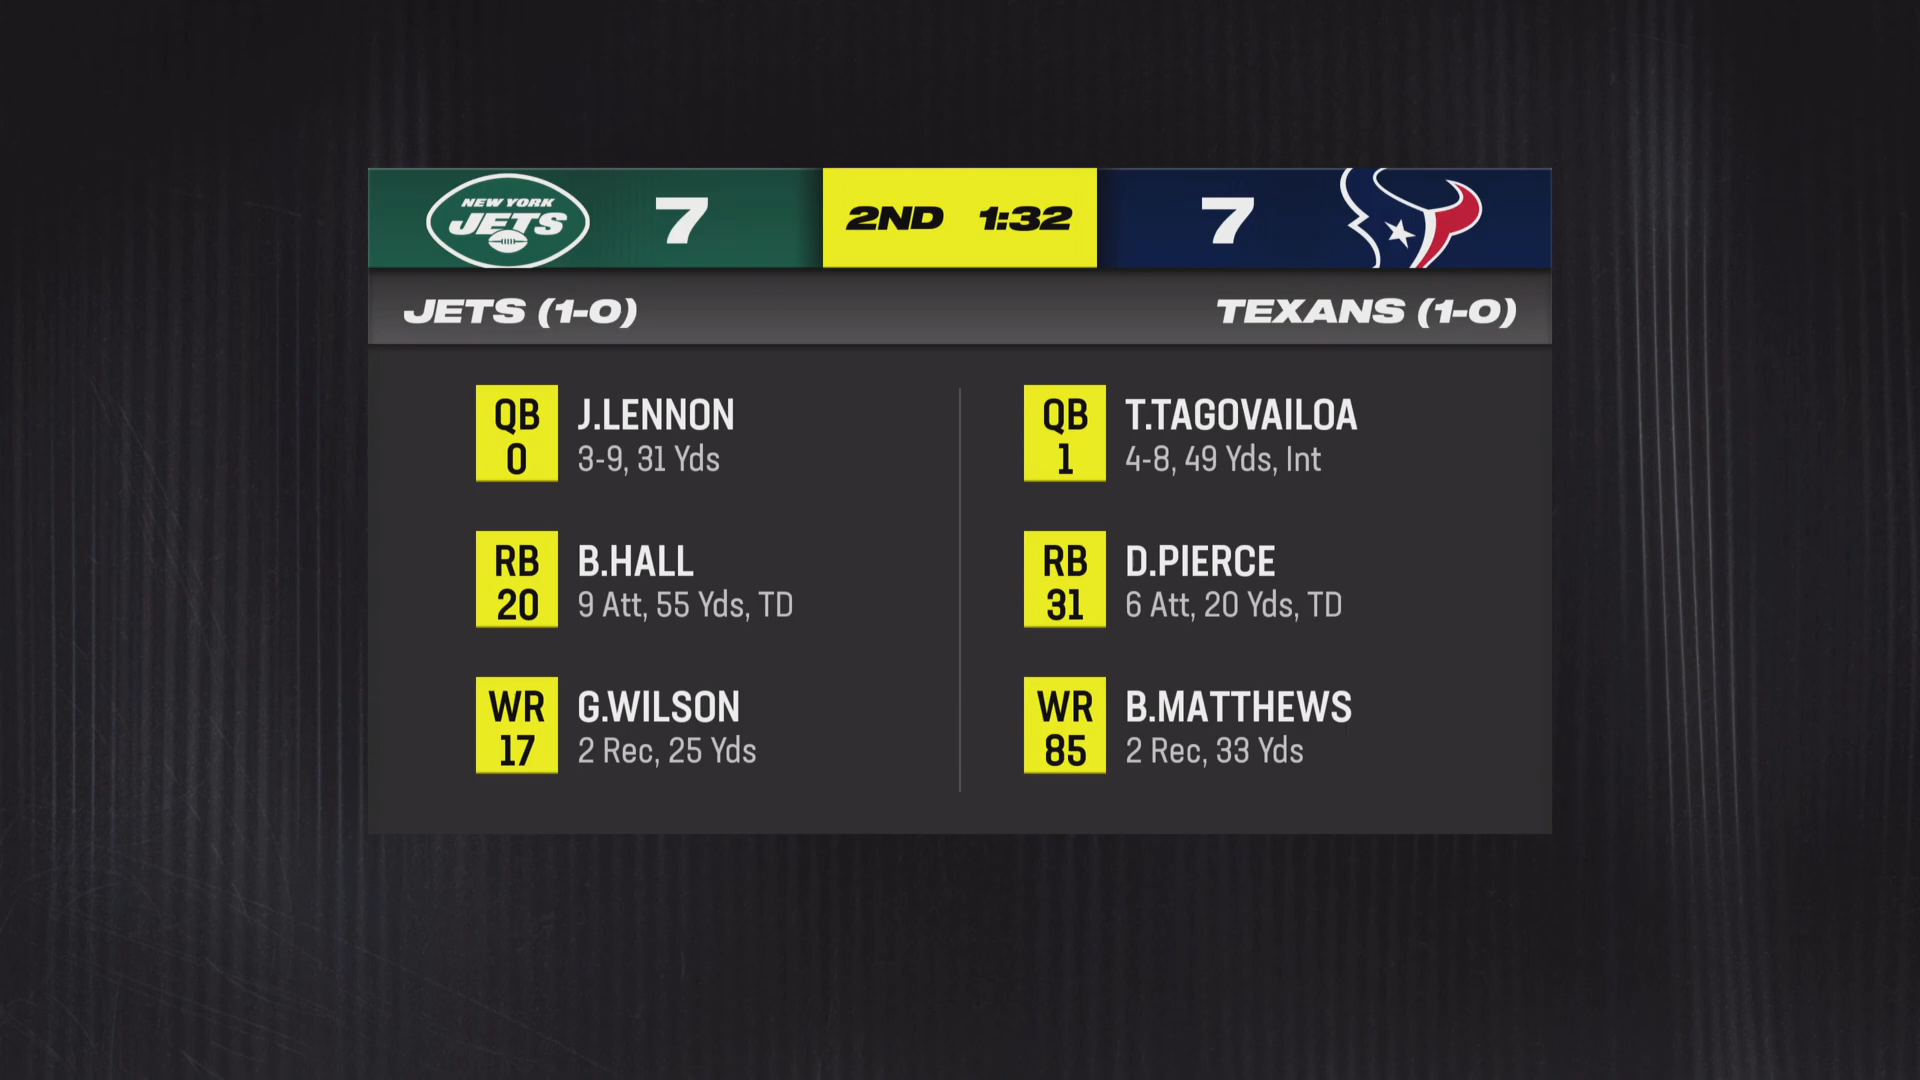 NEW YORK
JETS
7
2ND 1:32
7
JETS (1-0)
TEXANS (1-0)
QB
0
J.LENNON
3-9, 31 Yds
RB
20
B.HALL
9 Att, 55 Yds, TD
WR
17
G.WILSON
2 Rec, 25 Yds
QB
1
T.TAGOVAILOA
4-8, 49 Yds, Int
RB
31
D.PIERCE
6 Att, 20 Yds, TD
WR
85
B.MATTHEWS
2 Rec, 33 Yds